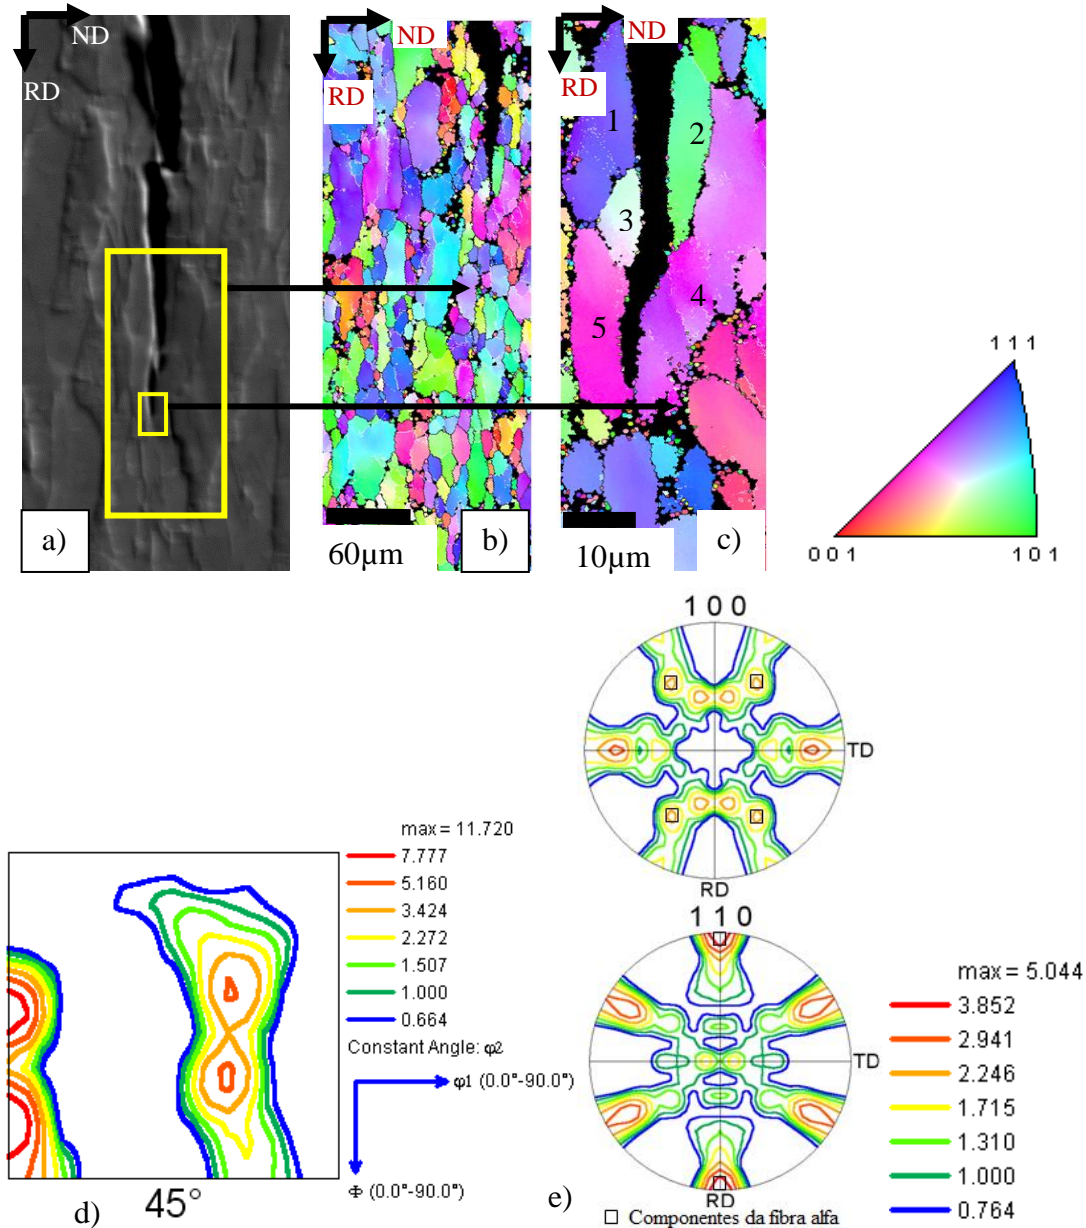 ND
RD
a)
ND
RD
60µm
b)
ND
RD
1
2
3
4
5
10µm
c)
1 1 1
0 0 1
1 0 1
max = 11.720
7.777
5.160
3.424
2.272
1.507
1.000
0.664
Constant Angle: φ2
φ1 (0.0°-90.0°)
Φ (0.0°-90.0°)
45°
d)
1 0 0
TD
RD
1 1 0
TD
RD
e)
Componentes da fibra alfa
max = 5.044
3.852
2.941
2.246
1.715
1.310
1.000
0.764